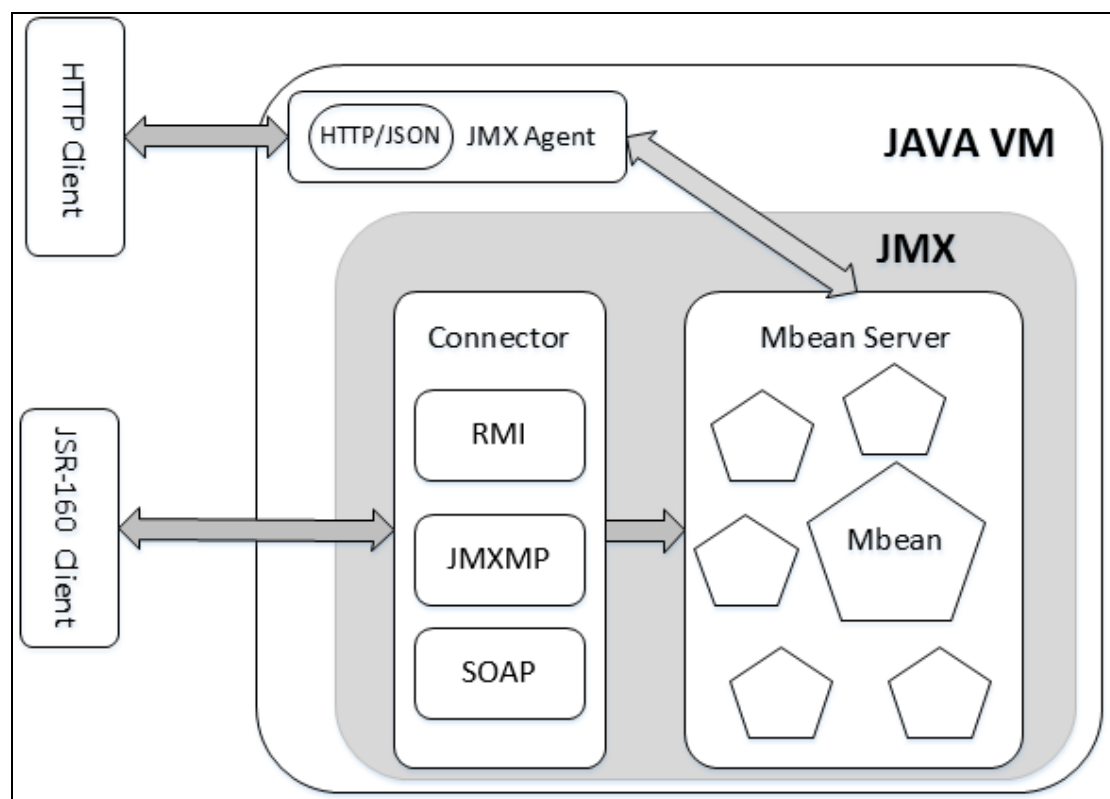 HTTP Client
HTTP/JSON
JMX Agent
JAVA VM
JMX
Connector
RMI
JMXMP
SOAP
Mbean Server
Mbean
JSR-160 Client